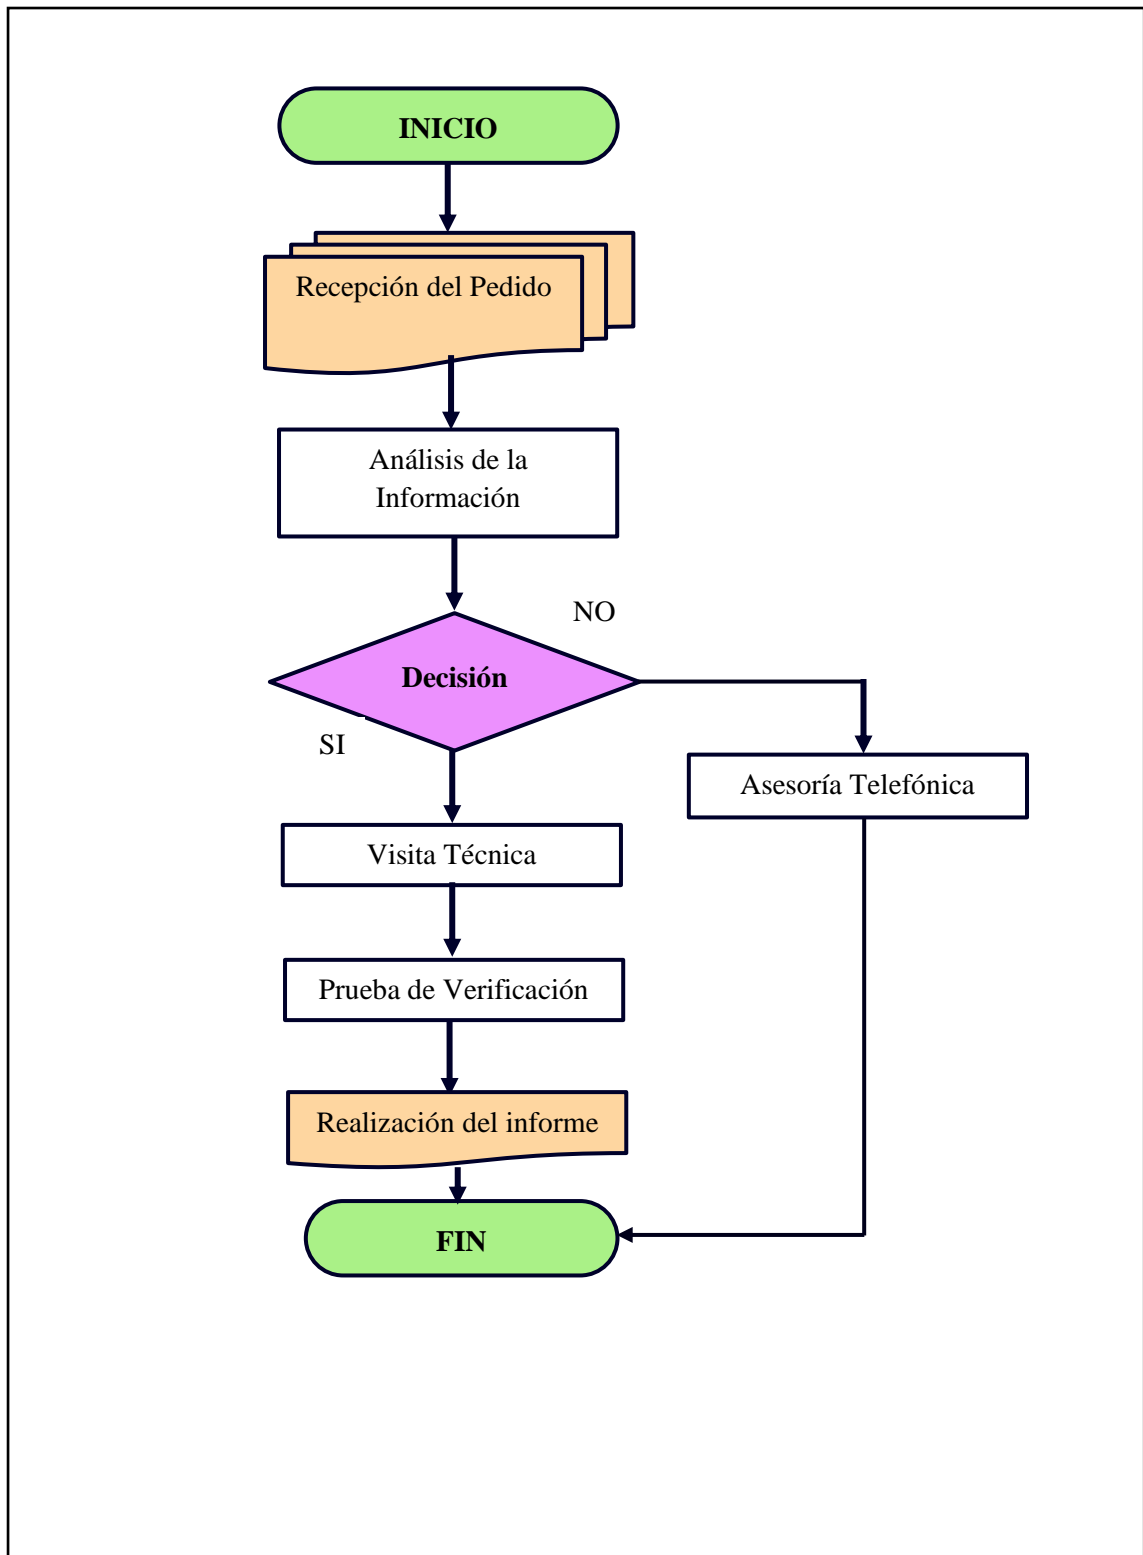 INICIO
Recepción del Pedido
Análisis de la
Información
NO
Decisión
SI
Asesoría Telefónica
Visita Técnica
Prueba de Verificación
Realización del informe
FIN